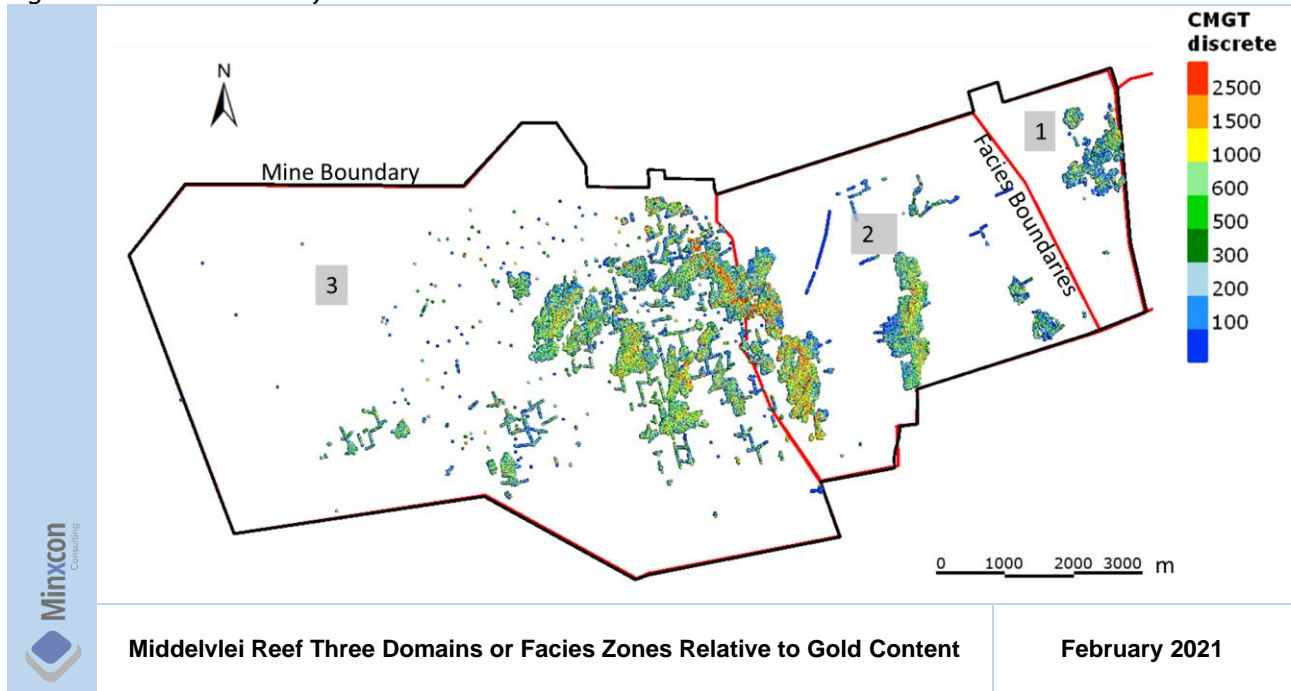 CMGT
discrete
2500
1500
1000
600
500
300
200
100
N
Mine Boundary
1
Facies Boundaries
2
3
0 1000 2000 3000 m
Minxcon
Consulting
Middelvlei Reef Three Domains or Facies Zones Relative to Gold Content
February 2021